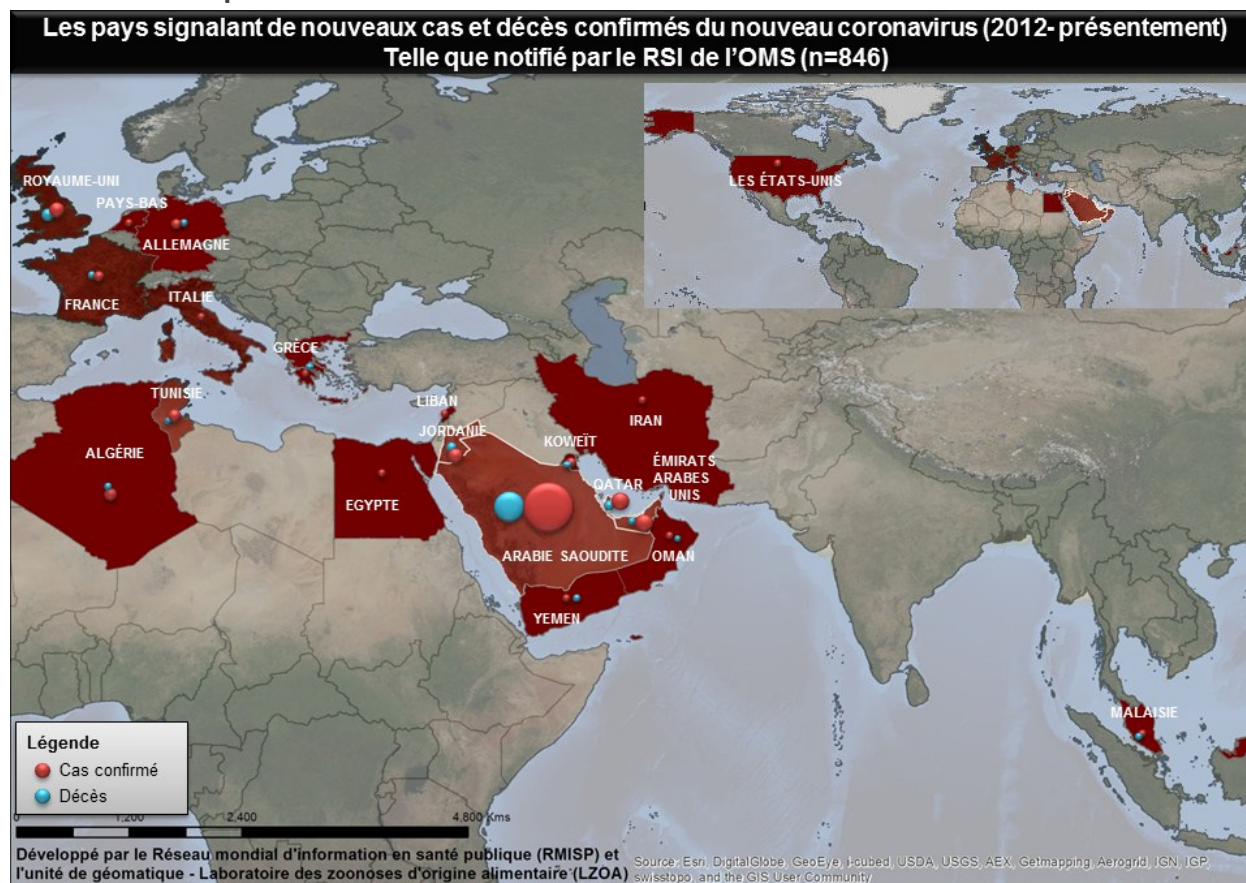 Les pays signalant de nouveaux cas et décès confirmés du nouveau coronavirus (2012- présentement)
Telle que notifié par le RSI de l'OMS (n=846)
LES ÉTATS-UNIS
ROYAUME-UNI
PAYS-BAS
ALLEMAGNE
FRANCE
ITALIE
GRÈCE
TUNISIE
ALGÉRIE
LIBAN
JORDANIE
KOWEÏT
IRAN
EGYPTE
QATAR
ÉMIRATS
ARABES
UNIS
ARABIE SAOUDITE
OMAN
YEMEN
MALAISIE
Légende
Cas confirmé
Décès
0 1,200 2,400 4,800 Kms
Développé par le Réseau mondial d'information en santé publique (RMISP) et
l'unité de géomatique - Laboratoire des zoonoses d'origine alimentaire (LZOA)
Source: Esri, DigitalGlobe, GeoEye, i-cubed, USDA, USGS, AEX, Getmapping, Aerogrid, IGN, IGP,
swisstopo, and the GIS User Community